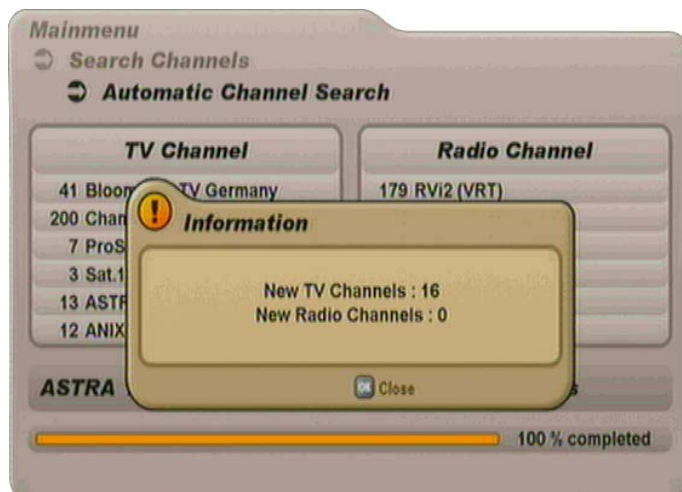 Mainmenu
Search Channels
Automatic Channel Search
TV Channel
Radio Channel
41 Bloom TV Germany
179 RVi2 (VRT)
200 Chan
7 ProS
3 Sat.1
13 ASTR
12 ANIX
Information
New TV Channels : 16
New Radio Channels : 0
OK Close
ASTRA
100 % completed